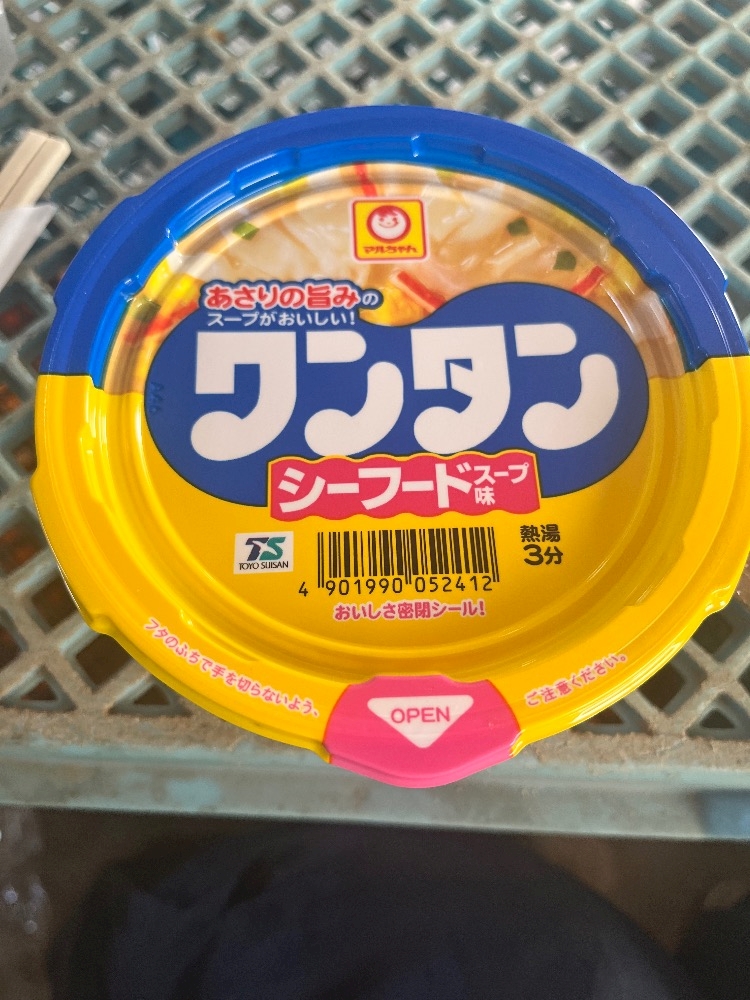 マルちゃん
あさりの旨みの
スープがおいしい!
ワンタン
シーフードスープ味
TS
TOYO SUISAN
熱湯
3分
4 901990 052412
おいしさ密閉シール!
フタのふちで手を切らないよう、ご注意ください。
OPEN